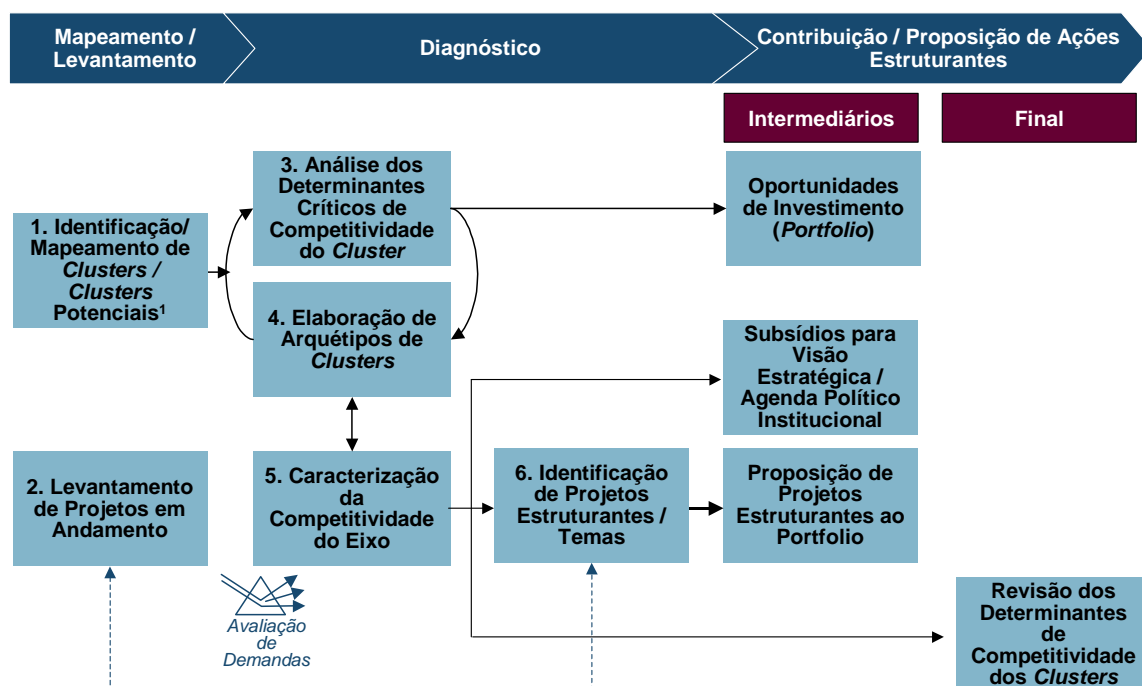 Mapeamento /
Levantamento
Diagnóstico
Contribuição / Proposição de Ações
Estruturantes
Intermediários
Final
1. Identificação/
Mapeamento de
Clusters /
Clusters
Potenciais¹
3. Análise dos
Determinantes
Críticos de
Competitividade
do Cluster
Oportunidades
de Investimento
(Portfolio)
4. Elaboração de
Arquétipos de
Clusters
Subsídios para
Visão
Estratégica /
Agenda Político
Institucional
2. Levantamento
de Projetos em
Andamento
5. Caracterização
da
Competitividade
do Eixo
6. Identificação
de Projetos
Estruturantes /
Temas
Proposição de
Projetos
Estruturantes ao
Portfolio
Avaliação
de
Demandas
Revisão dos
Determinantes
de
Competitividade
dos Clusters